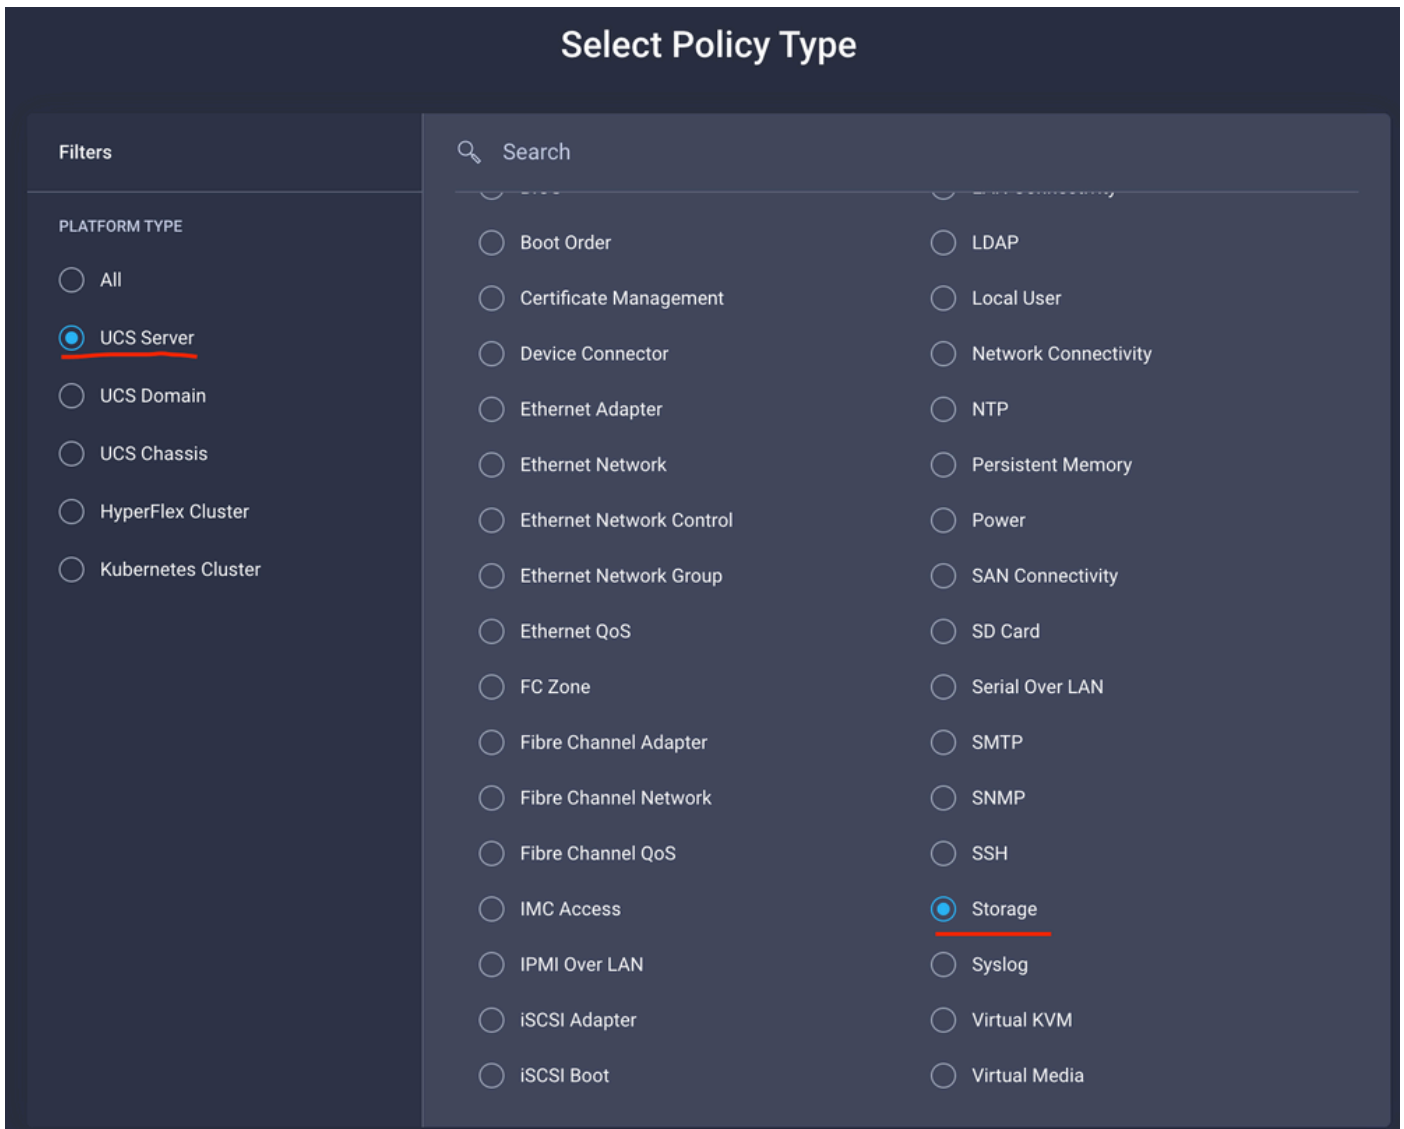 Select Policy Type
Filters
Search
PLATFORM TYPE
All
UCS Server
UCS Domain
UCS Chassis
HyperFlex Cluster
Kubernetes Cluster
Boot Order
Certificate Management
Device Connector
Ethernet Adapter
Ethernet Network
Ethernet Network Control
Ethernet Network Group
Ethernet QoS
FC Zone
Fibre Channel Adapter
Fibre Channel Network
Fibre Channel QoS
IMC Access
IPMI Over LAN
iSCSI Adapter
iSCSI Boot
LDAP
Local User
Network Connectivity
NTP
Persistent Memory
Power
SAN Connectivity
SD Card
Serial Over LAN
SMTP
SNMP
SSH
Storage
Syslog
Virtual KVM
Virtual Media